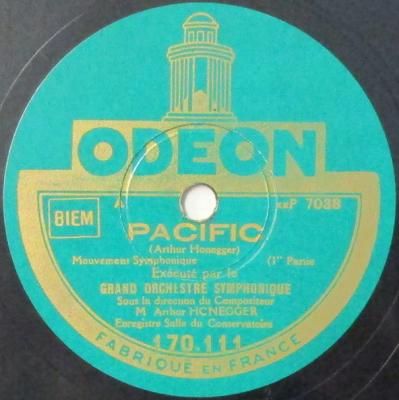 ODEON
A
xxP 7038
BIEM
PACIFIC
(Arthur Honegger)
Mouvement Symphonique (1re Partie
Exécuté par le
GRAND ORCHESTRE SYMPHONIQUE
Sous la direction du Compositeur
M Arthur HONEGGER
Enregistré Salle du Conservatoire
170.111
FABRIQUÉ EN FRANCE